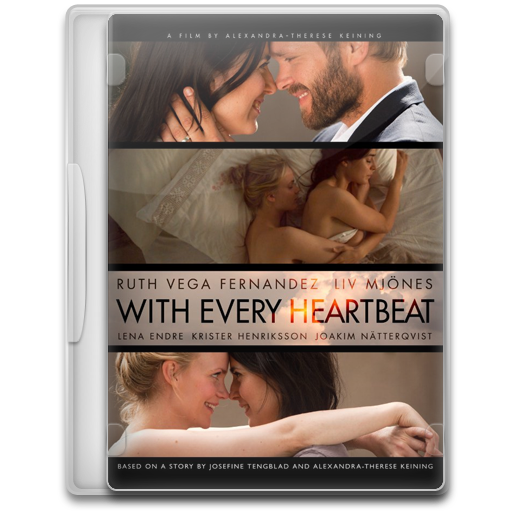 A FILM BY ALEXANDRA-THERESE KEINING
RUTH VEGA FERNANDEZ LIV MJÖNES
WITH EVERY HEARTBEAT
LENA ENDRE KRISTER HENRIKSSON JOAKIM NÄTTERQVIST
BASED ON A STORY BY JOSEFINE TENGBLAD AND ALEXANDRA-THERESE KEINING